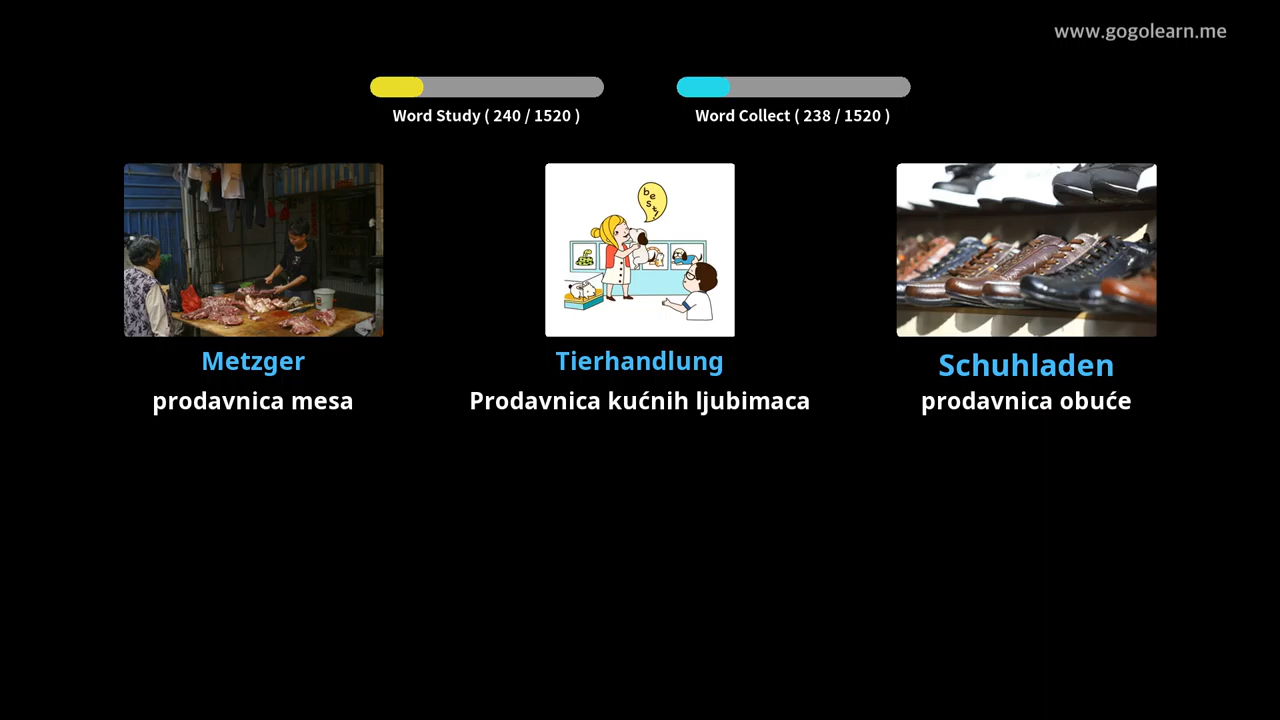 www.gogolearn.me
Word Study ( 240 / 1520 )
Word Collect ( 238 / 1520 )
best
Metzger
Tierhandlung
Schuhladen
prodavnica mesa
Prodavnica kućnih ljubimaca
prodavnica obuće